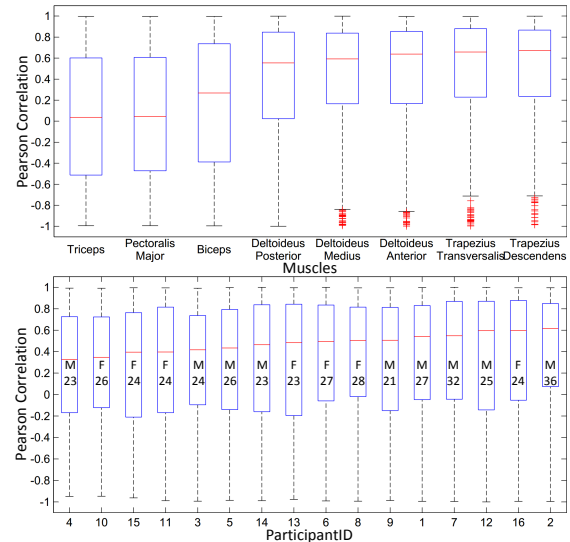 1
0.8
0.6
0.4
0.2
0
-0.2
-0.4
-0.6
-0.8
-1
Pearson Correlation
Triceps Pectoralis Major Biceps Deltoideus Posterior Deltoideus Medius Deltoideus Anterior Trapezius Transversalis Trapezius Descendens
Muscles
1
0.8
0.6
0.4
0.2
0
-0.2
-0.4
-0.6
-0.8
-1
Pearson Correlation
M F F F M M M F F F M M M M F M
23 26 24 24 24 26 23 23 27 28 21 27 32 25 24 36
4 10 15 11 3 5 14 13 6 8 9 1 7 12 16 2
ParticipantID